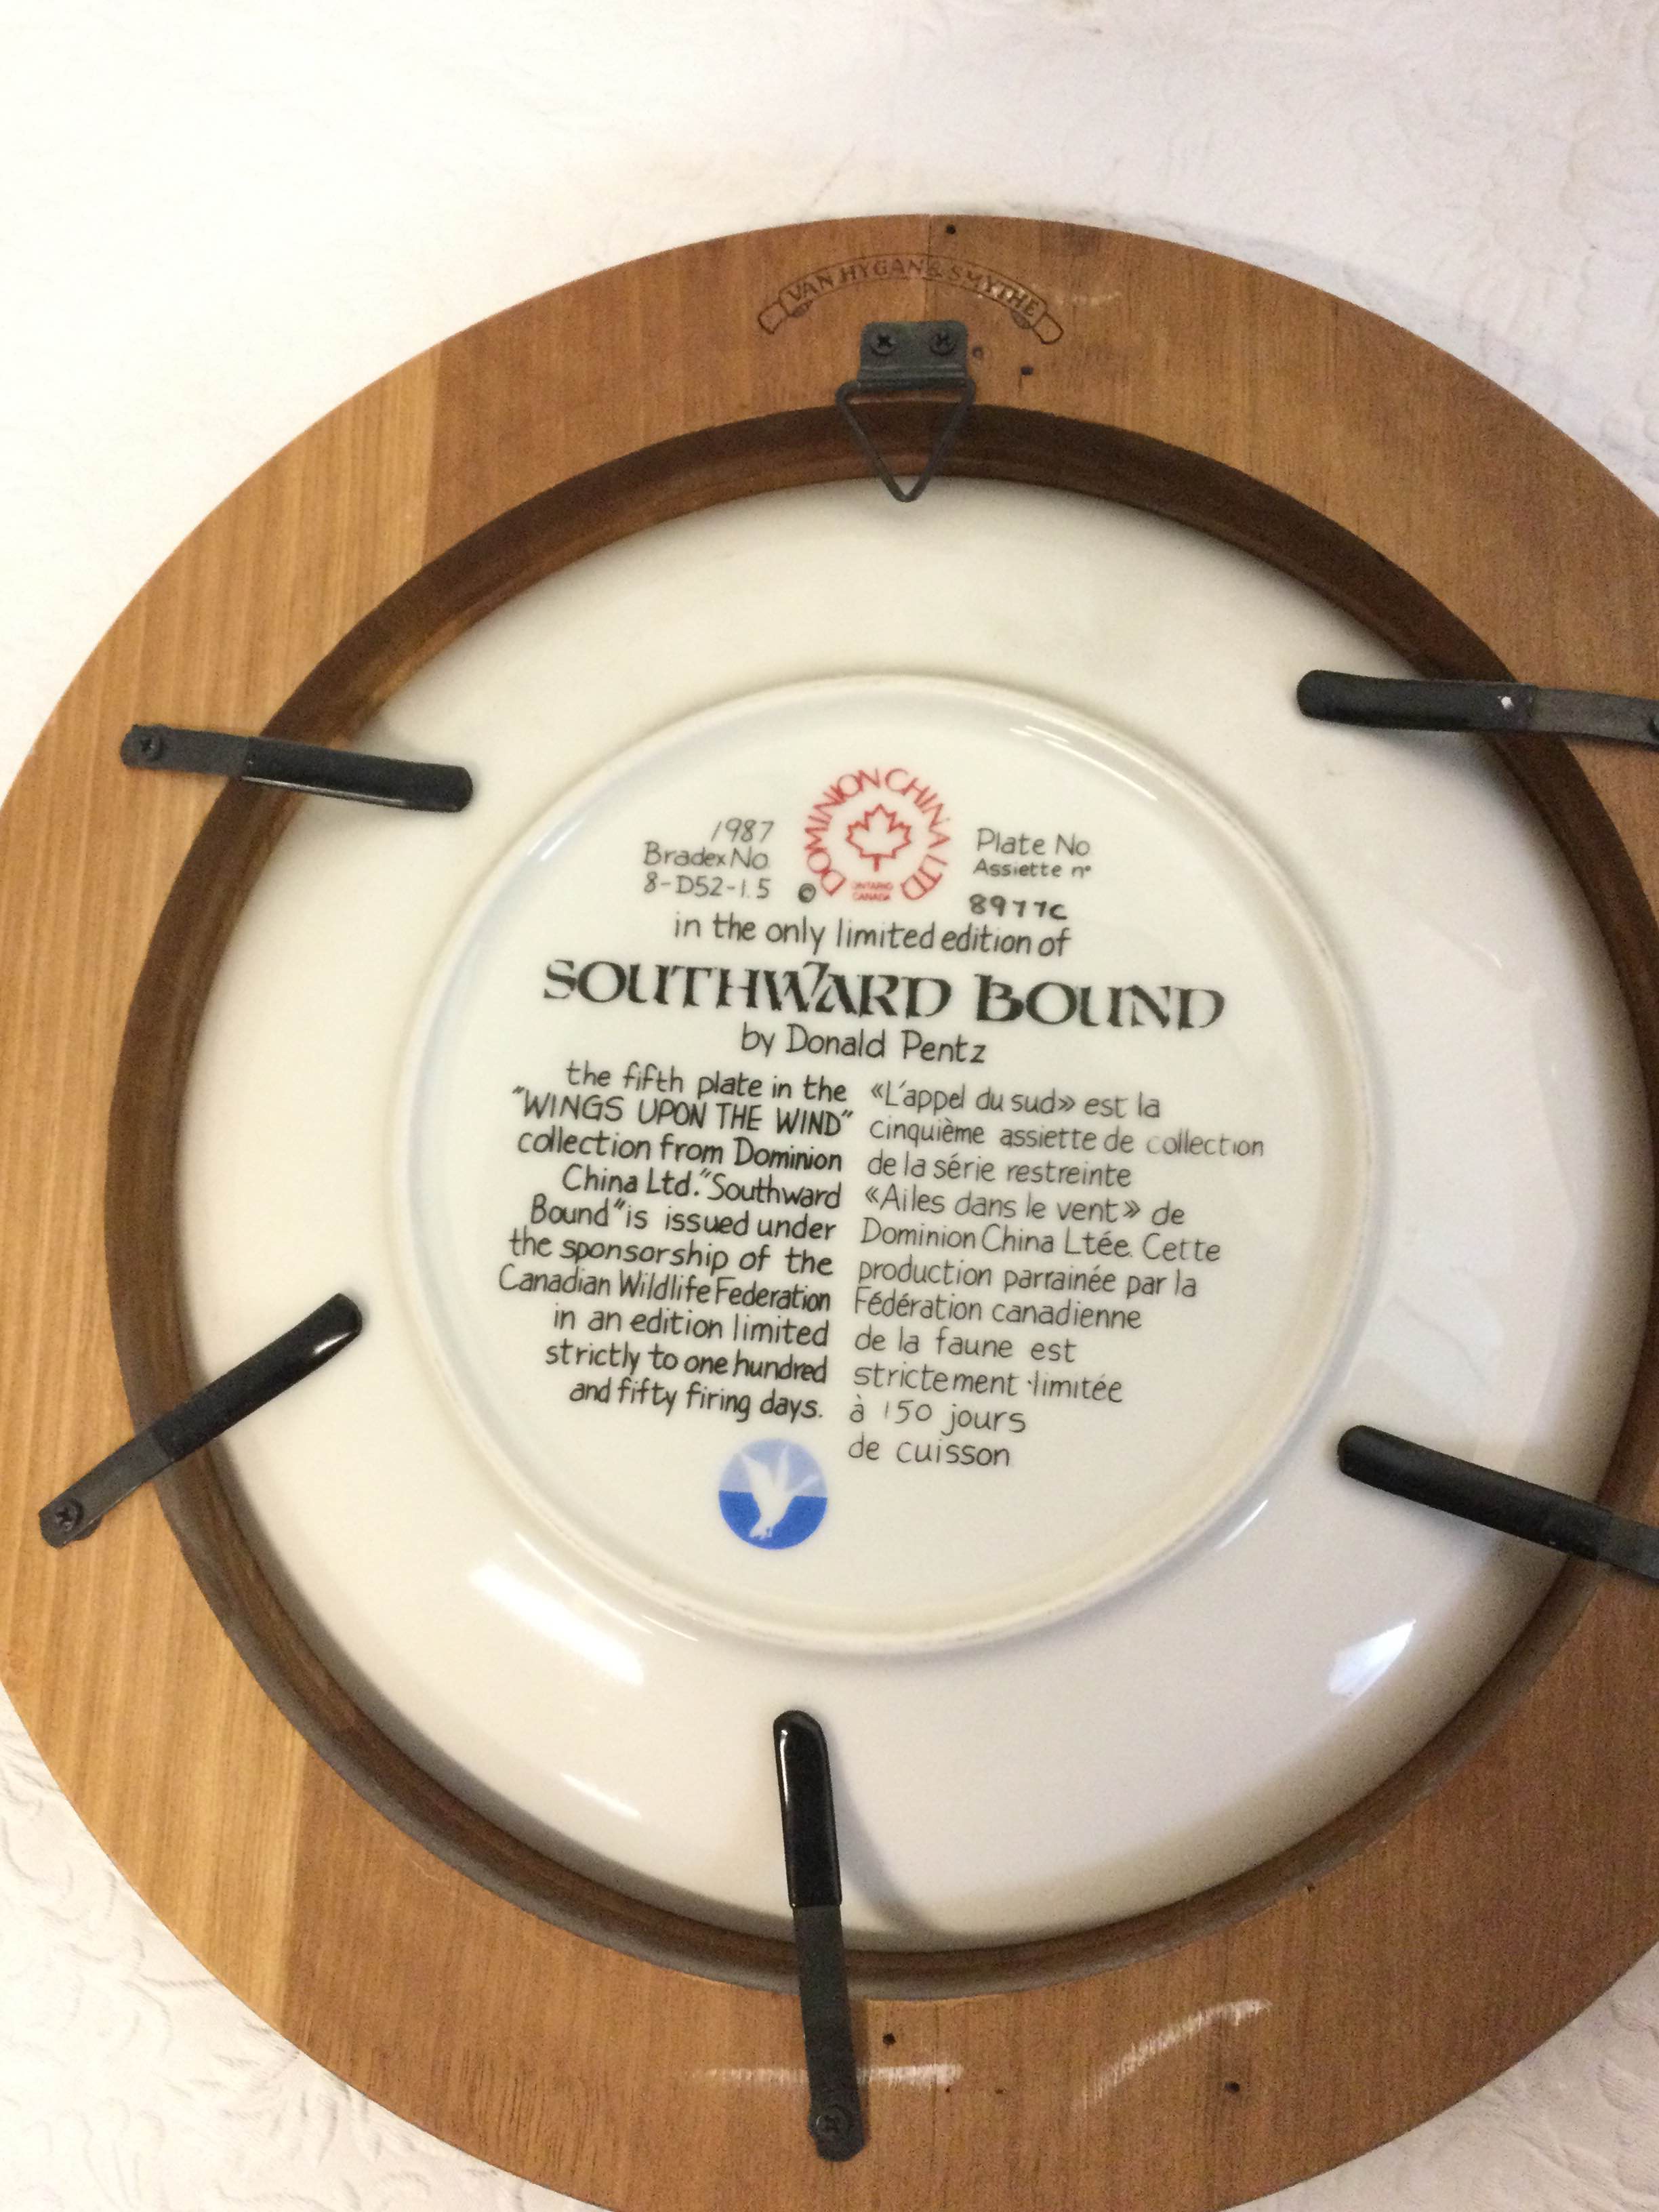 VAN HYGAN & SMYTHE
1987
Bradex No
8-D52-1.5
©
DOMINION CHINA LTD
ONTARIO
CANADA
Plate No
Assiette nº
8977C
in the only limited edition of
SOUTHWARD BOUND
by Donald Pentz
the fifth plate in the
"WINGS UPON THE WIND"
collection from Dominion
China Ltd. "Southward
Bound" is issued under
the sponsorship of the
Canadian Wildlife Federation
in an edition limited
strictly to one hundred
and fifty firing days.
«L'appel du sud» est la
cinquième assiette de collection
de la série restreinte
«Ailes dans le vent» de
Dominion China Ltée. Cette
production parrainée par la
Fédération canadienne
de la faune est
strictement limitée
à 150 jours
de cuisson